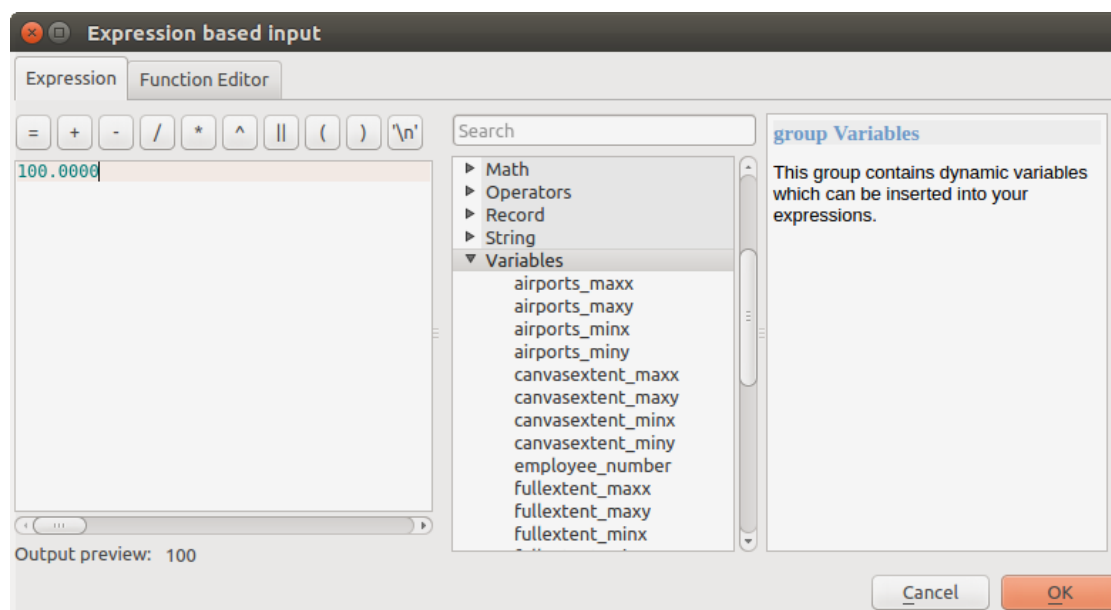 Expression based input
Expression
Function Editor
= + - / * ^ || ( ) '\n'
100.0000
Output preview: 100
Search
Math
Operators
Record
String
Variables
airports_maxx
airports_maxy
airports_minx
airports_miny
canvasextent_maxx
canvasextent_maxy
canvasextent_minx
canvasextent_miny
employee_number
fullextent_maxx
fullextent_maxy
fullextent_minx
group Variables
This group contains dynamic variables
which can be inserted into your
expressions.
Cancel
OK